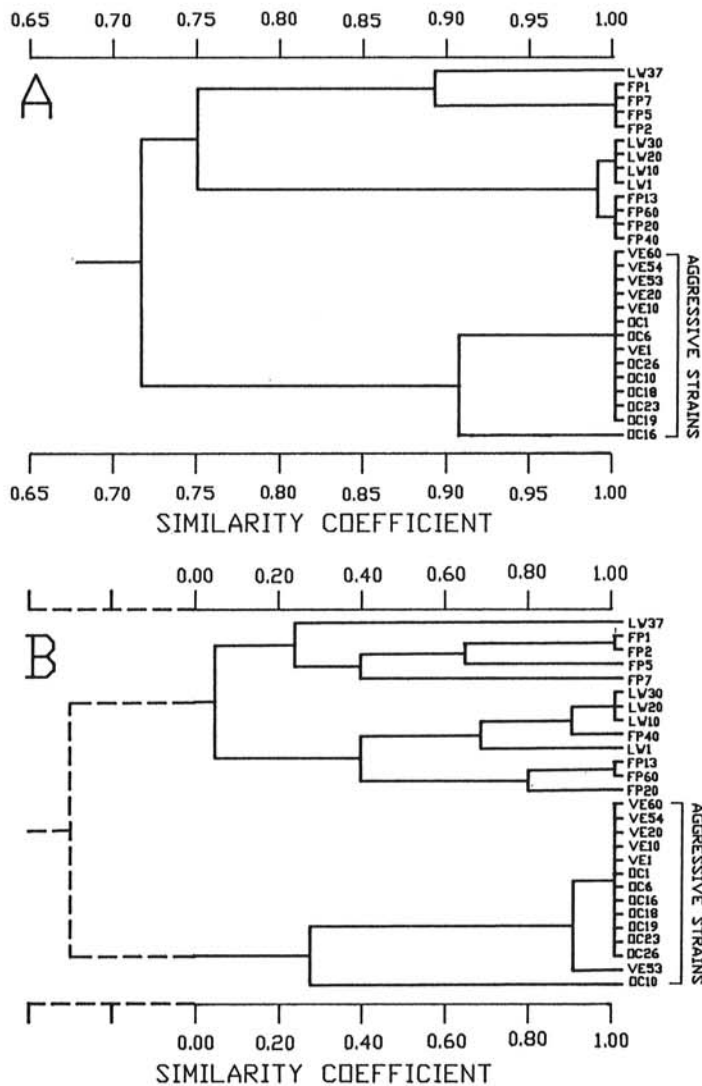 0.65 0.70 0.75 0.80 0.85 0.90 0.95 1.00
A
LW37
FP1
FP7
FP5
FP2
LW30
LW20
LW10
LW1
FP13
FP60
FP20
FP40
VE60
VE54
VE53
VE20
VE10
OC1
OC6
VE1
OC26
OC10
OC18
OC23
OC19
OC16
AGGRESSIVE STRAINS
0.65 0.70 0.75 0.80 0.85 0.90 0.95 1.00
SIMILARITY COEFFICIENT
0.00 0.20 0.40 0.60 0.80 1.00
B
LW37
FP1
FP2
FP5
FP7
LW30
LW20
LW10
FP40
LW1
FP13
FP60
FP20
VE60
VE54
VE20
VE10
VE1
OC1
OC6
OC16
OC18
OC19
OC23
OC26
VE53
OC10
AGGRESSIVE STRAINS
0.00 0.20 0.40 0.60 0.80 1.00
SIMILARITY COEFFICIENT